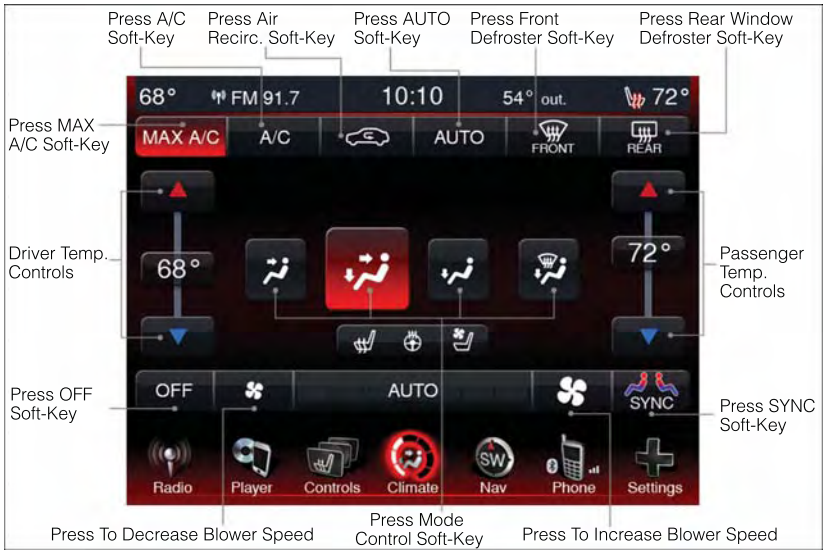 Press A/C
Soft-Key
Press Air
Recirc. Soft-Key
Press AUTO
Soft-Key
Press Front
Defroster Soft-Key
Press Rear Window
Defroster Soft-Key
68° FM 91.7 10:10 54° out. 72°
Press MAX
A/C Soft-Key
MAX A/C A/C AUTO FRONT REAR
Driver Temp.
Controls
68°
72°
Passenger
Temp.
Controls
Press OFF
Soft-Key
OFF AUTO SYNC
Press SYNC
Soft-Key
SW
Radio Player Controls Climate Nav Phone Settings
Press To Decrease Blower Speed
Press Mode
Control Soft-Key
Press To Increase Blower Speed